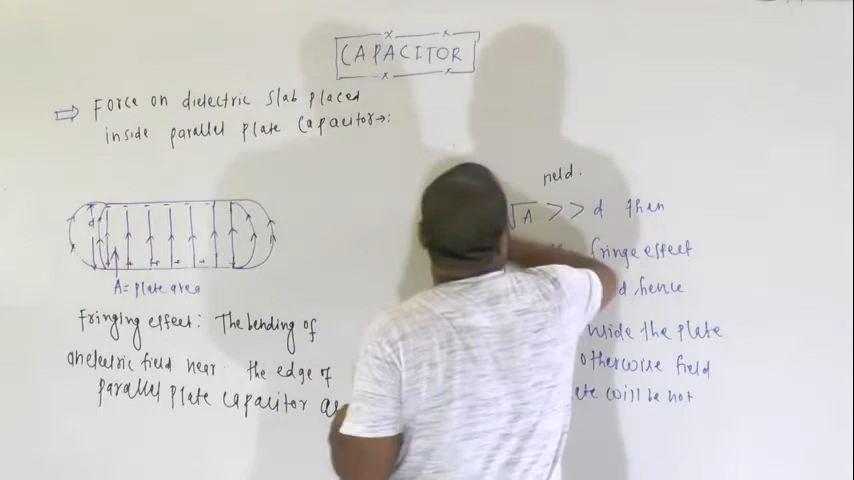 CAPACITOR
⇒ Force on dielectric slab placed
inside parallel plate Capacitor→:
d
A = plate area
Fringing effect: The bending of
an electric field near the edge of
parallel plate capacitor
field.
√A >> d then
fringe effect
hence
inside the plate
otherwise field
will be not